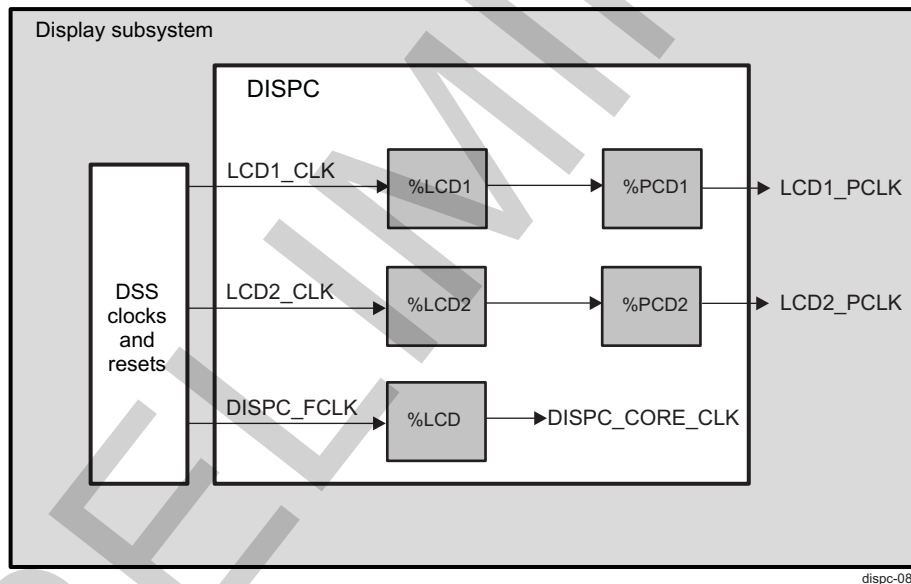 Display subsystem
DISPC
LCD1_CLK
%LCD1
%PCD1
LCD1_PCLK
DSS
clocks
and
resets
LCD2_CLK
%LCD2
%PCD2
LCD2_PCLK
DISPC_FCLK
%LCD
DISPC_CORE_CLK
dispc-08